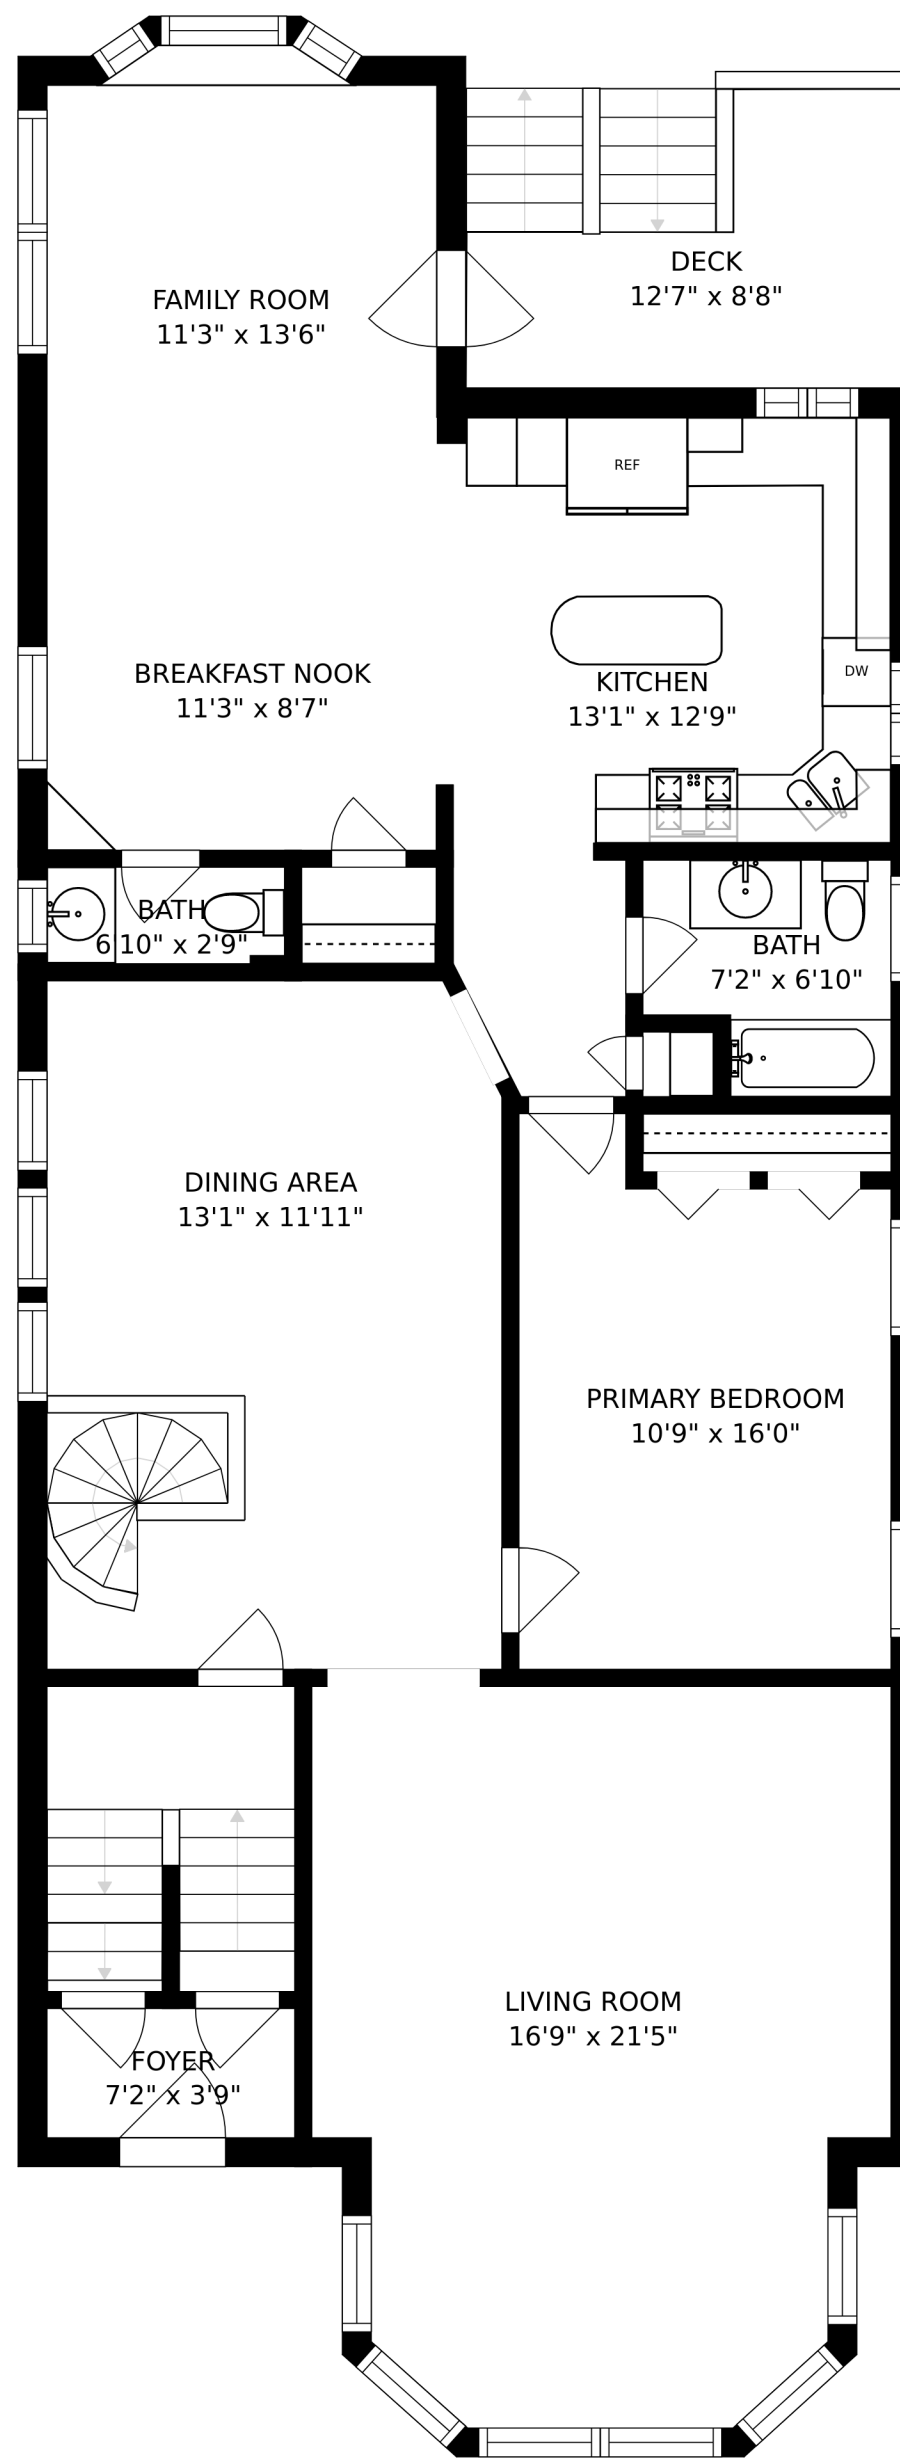 DECK
12'7" x 8'8"
FAMILY ROOM
11'3" x 13'6"
REF
BREAKFAST NOOK
11'3" x 8'7"
KITCHEN
13'1" x 12'9"
DW
BATH
6'10" x 2'9"
BATH
7'2" x 6'10"
DINING AREA
13'1" x 11'11"
PRIMARY BEDROOM
10'9" x 16'0"
LIVING ROOM
16'9" x 21'5"
FOYER
7'2" x 3'9"